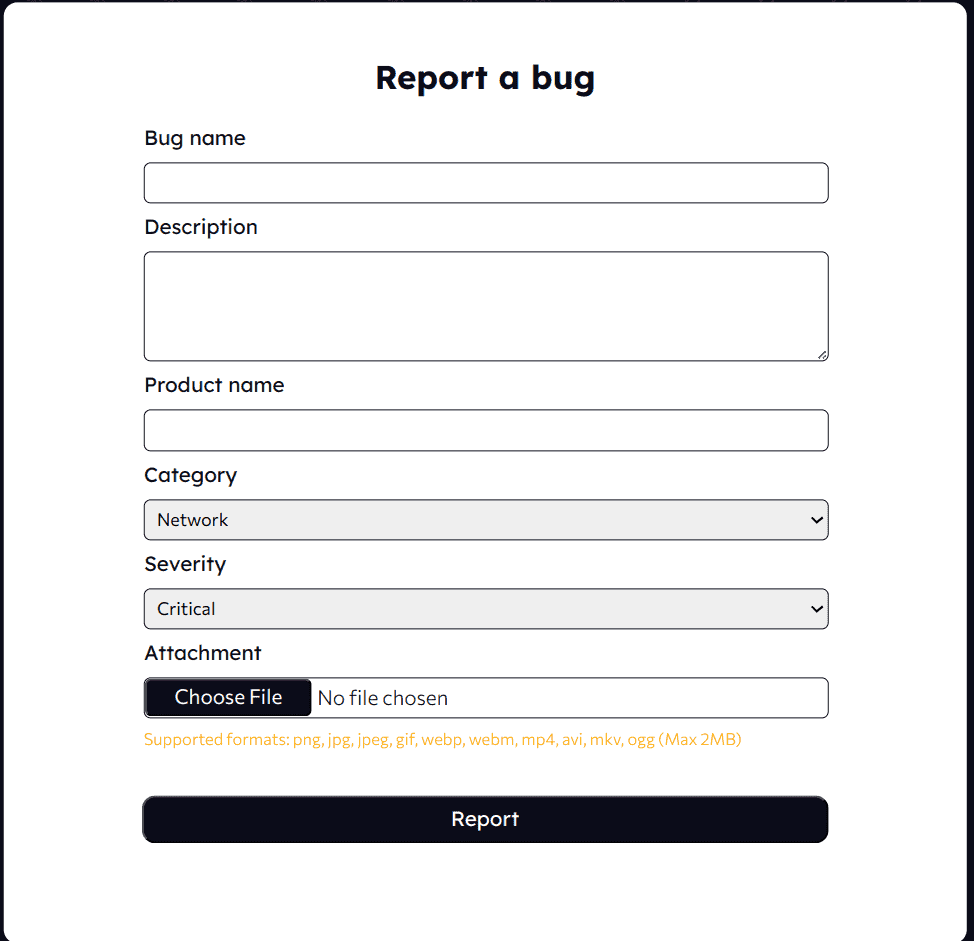 Report a bug
Bug name
Description
Product name
Category
Network
Severity
Critical
Attachment
Choose File No file chosen
Supported formats: png, jpg, jpeg, gif, webp, webm, mp4, avi, mkv, ogg (Max 2MB)
Report